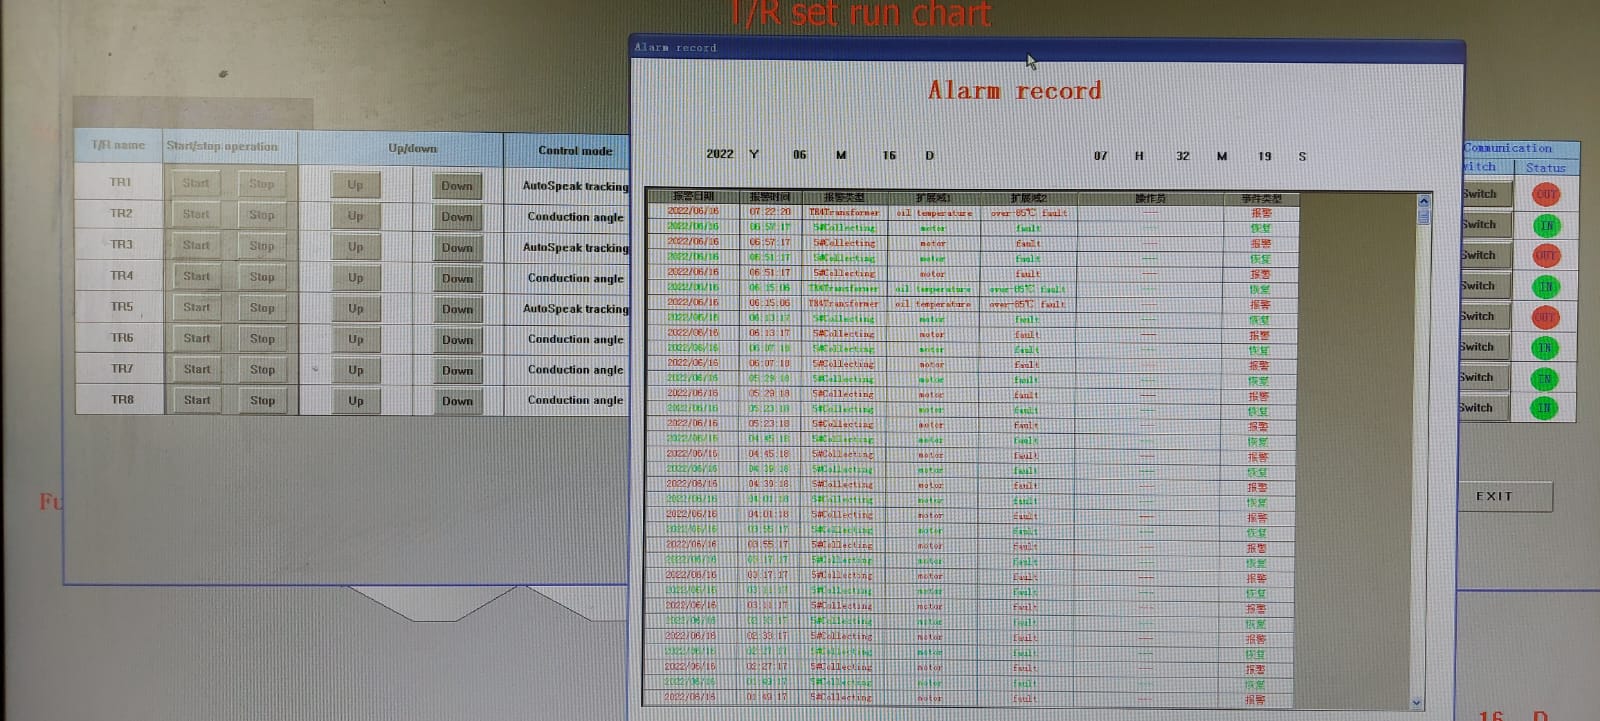 T/R set run chart
Alarm record
Alarm record
2022 Y 06 M 16 D 07 H 32 M 19 S
T/R name Start/stop operation Up/down Control mode
TR1 Start Stop Up Down AutoSpeak tracking
TR2 Start Stop Up Down Conduction angle
TR3 Start Stop Up Down AutoSpeak tracking
TR4 Start Stop Up Down Conduction angle
TR5 Start Stop Up Down AutoSpeak tracking
TR6 Start Stop Up Down Conduction angle
TR7 Start Stop Up Down Conduction angle
TR8 Start Stop Up Down Conduction angle
Fu
报警日期 报警时间 报警类型 扩展域1 扩展域2 操作员 事件类型
2022/06/16 07:22:20 TR4Transformer oil temperature over-85℃ fault ---- 报警
2022/06/16 06:57:17 5#Collecting motor fault ---- 恢复
2022/06/16 06:57:17 5#Collecting motor fault ---- 报警
2022/06/16 06:51:17 5#Collecting motor fault ---- 恢复
2022/06/16 06:51:17 5#Collecting motor fault ---- 报警
2022/06/16 06:15:06 TR4Transformer oil temperature over-85℃ fault ---- 恢复
2022/06/16 06:15:06 TR4Transformer oil temperature over-85℃ fault ---- 报警
2022/06/16 06:13:17 5#Collecting motor fault ---- 恢复
2022/06/16 06:13:17 5#Collecting motor fault ---- 报警
2022/06/16 06:07:18 5#Collecting motor fault ---- 恢复
2022/06/16 06:07:18 5#Collecting motor fault ---- 报警
2022/06/16 05:29:18 5#Collecting motor fault ---- 恢复
2022/06/16 05:29:18 5#Collecting motor fault ---- 报警
2022/06/16 05:23:18 5#Collecting motor fault ---- 恢复
2022/06/16 05:23:18 5#Collecting motor fault ---- 报警
2022/06/16 04:45:18 5#Collecting motor fault ---- 恢复
2022/06/16 04:45:18 5#Collecting motor fault ---- 报警
2022/06/16 04:39:18 5#Collecting motor fault ---- 恢复
2022/06/16 04:39:18 5#Collecting motor fault ---- 报警
2022/06/16 04:01:18 5#Collecting motor fault ---- 恢复
2022/06/16 04:01:18 5#Collecting motor fault ---- 报警
2022/06/16 03:55:17 5#Collecting motor fault ---- 恢复
2022/06/16 03:55:17 5#Collecting motor fault ---- 报警
2022/06/16 03:17:17 5#Collecting motor fault ---- 恢复
2022/06/16 03:17:17 5#Collecting motor fault ---- 报警
2022/06/16 03:11:17 5#Collecting motor fault ---- 恢复
2022/06/16 03:11:17 5#Collecting motor fault ---- 报警
2022/06/16 02:33:17 5#Collecting motor fault ---- 恢复
2022/06/16 02:33:17 5#Collecting motor fault ---- 报警
2022/06/16 02:27:17 5#Collecting motor fault ---- 恢复
2022/06/16 02:27:17 5#Collecting motor fault ---- 报警
2022/06/16 01:49:17 5#Collecting motor fault ---- 恢复
2022/06/16 01:49:17 5#Collecting motor fault ---- 报警
Communication
witch Status
Switch OUT
Switch IN
Switch OUT
Switch IN
Switch OUT
Switch IN
Switch IN
Switch IN
EXIT
16 D